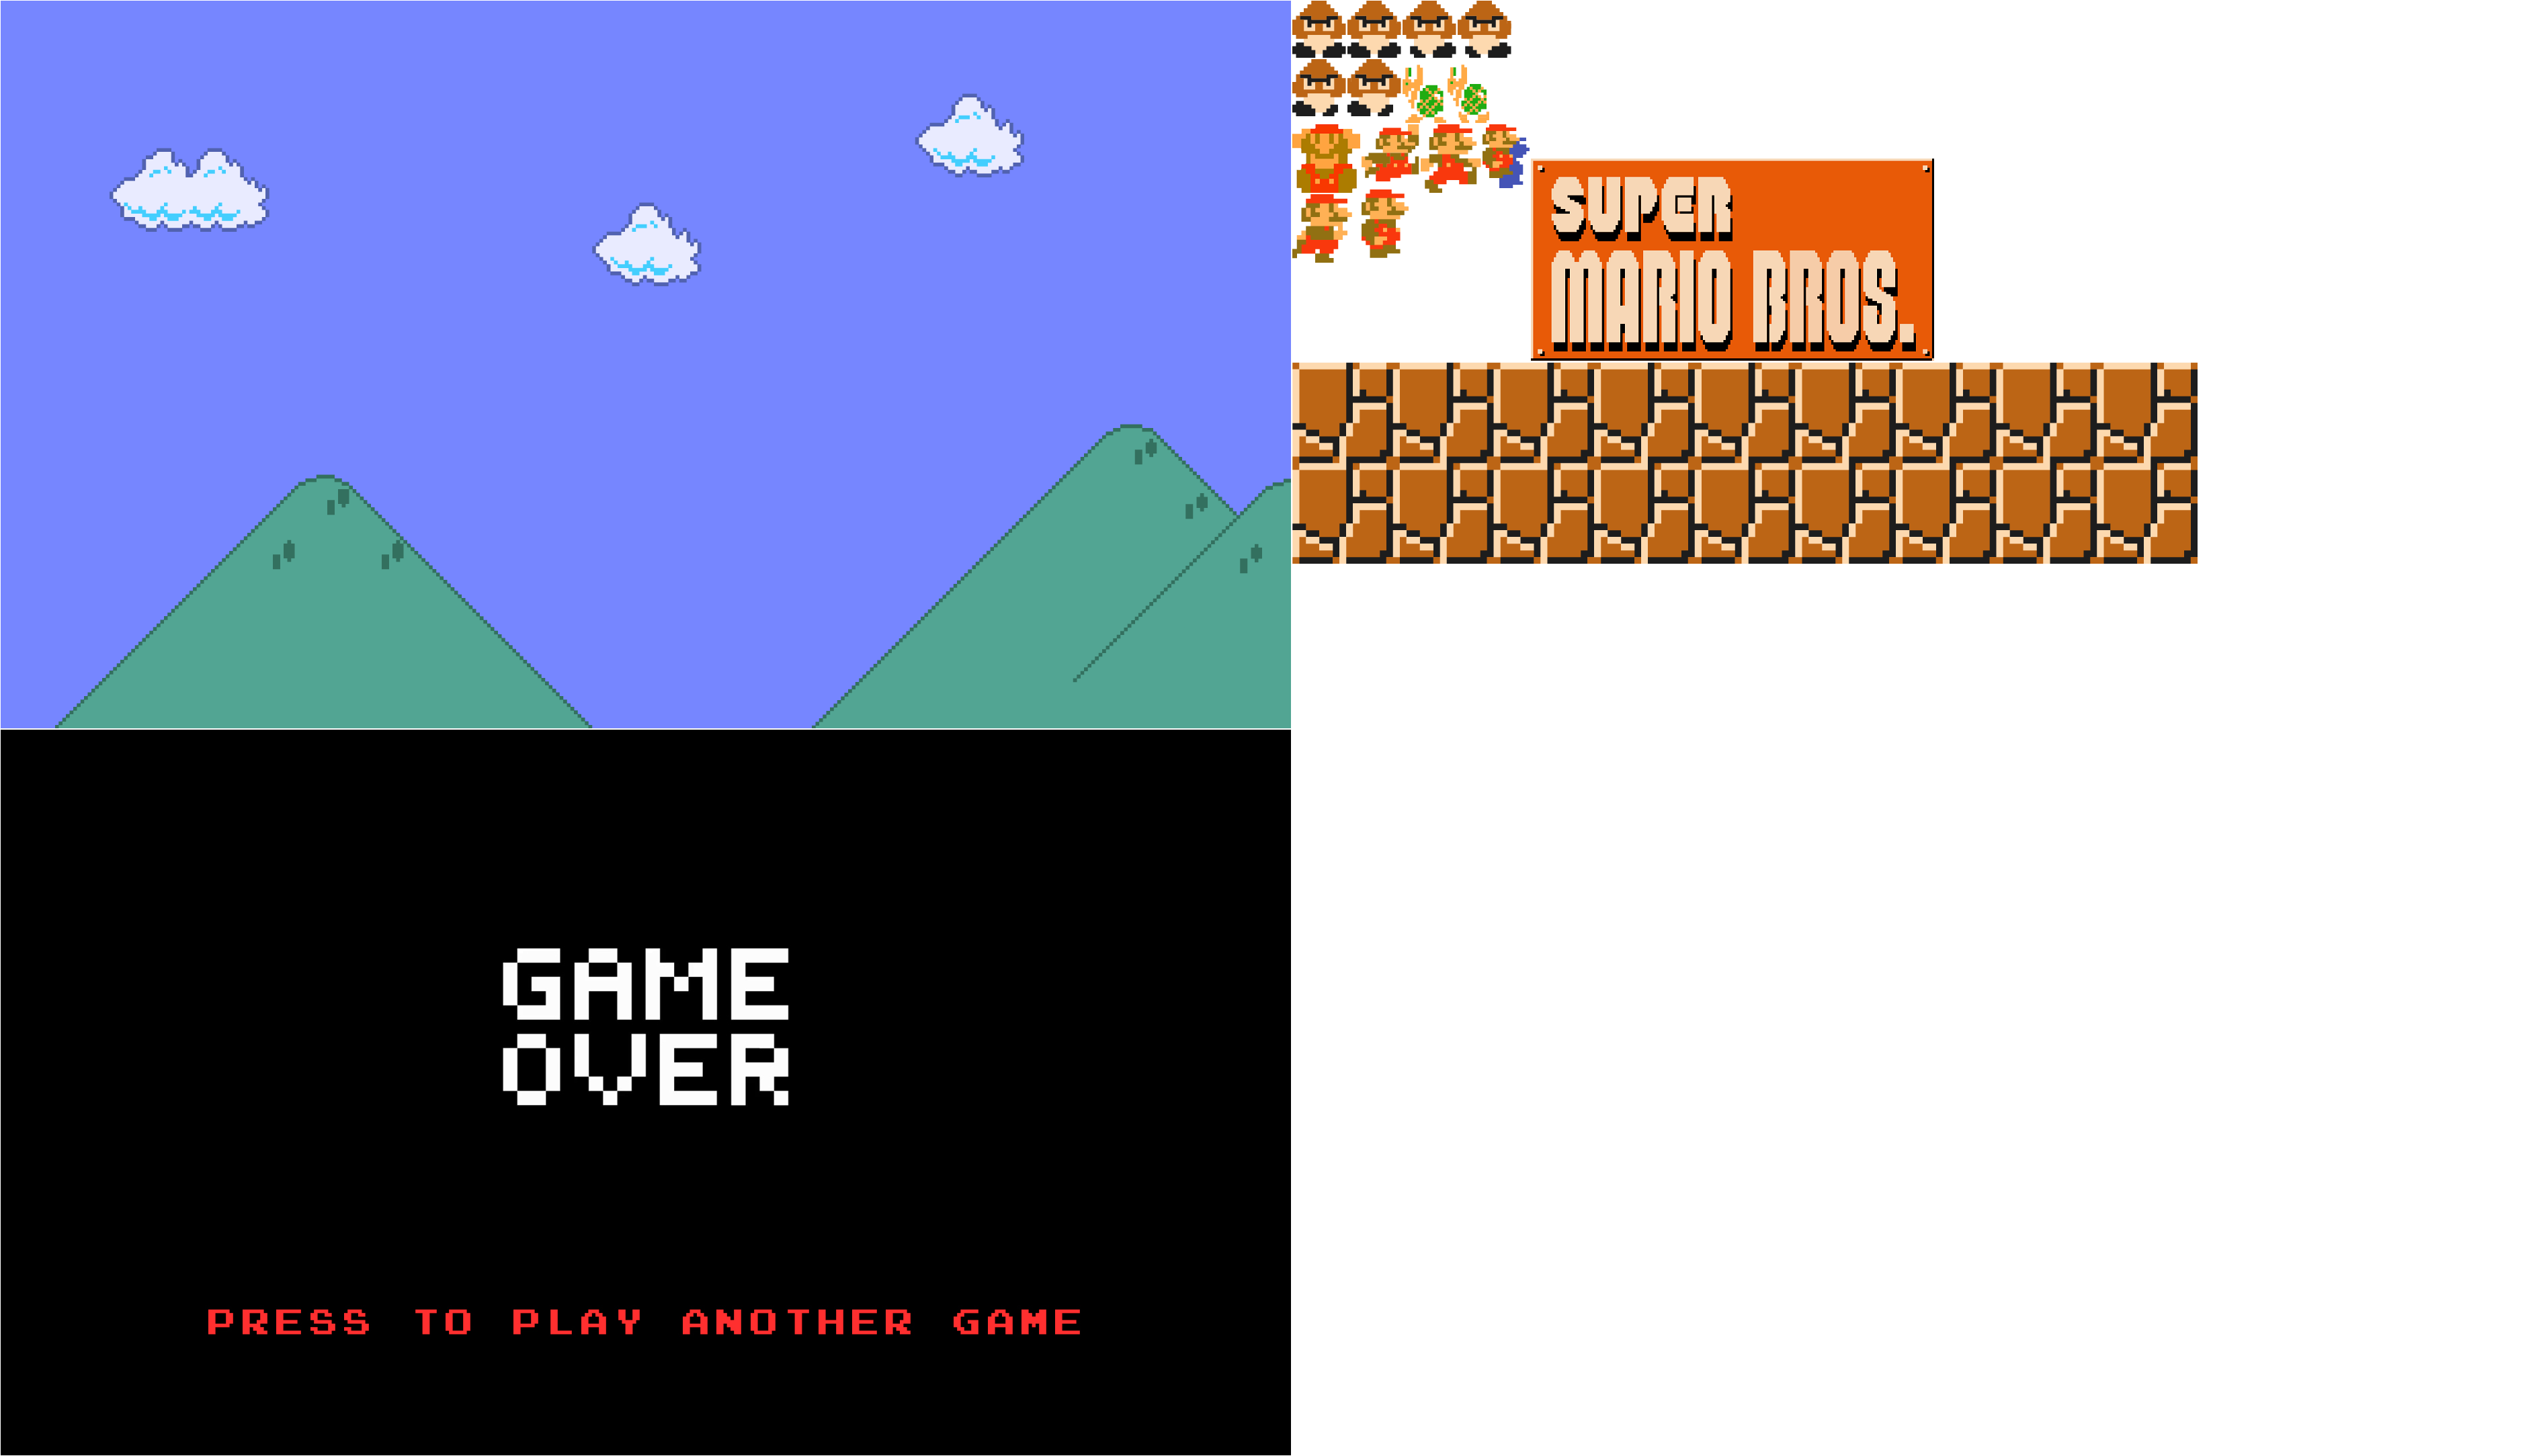 SUPER
MARIO BROS.
GAME
OVER
PRESS TO PLAY ANOTHER GAME